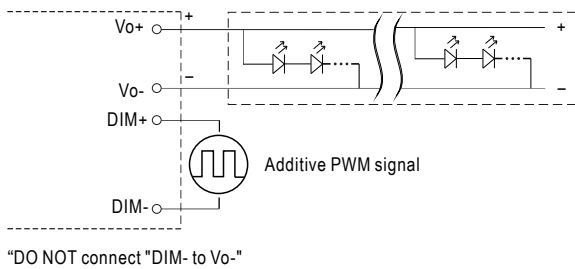 Vo+
+
+
Vo-
−
−
DIM+
Additive PWM signal
DIM-
“DO NOT connect "DIM- to Vo-"